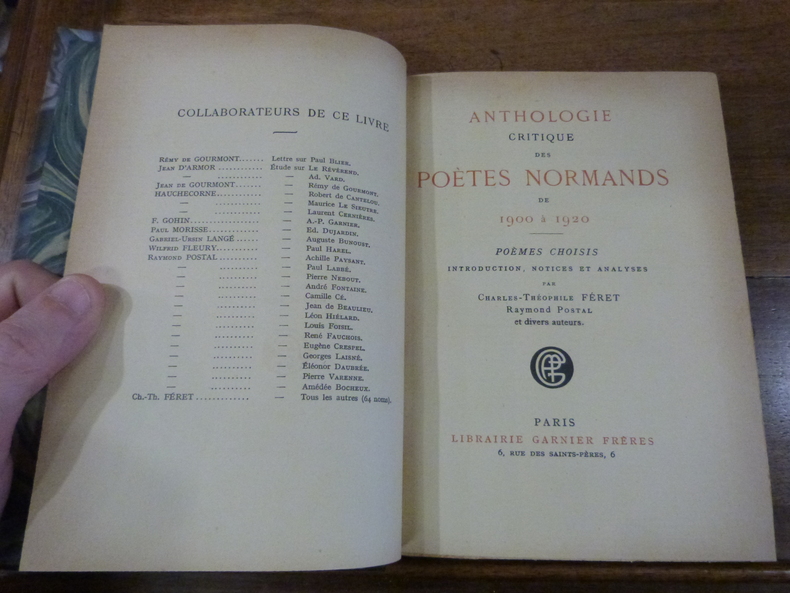 COLLABORATEURS DE CE LIVRE
RÉMY DE GOURMONT...... Lettre sur Paul BLIER.
JEAN D'ARMOR ............ Étude sur LE RÉVÉREND.
— ............ — Ad. VARD.
JEAN DE GOURMONT...... — Rémy de GOURMONT.
HAUCHECORNE........... — Robert de CANTELOU.
— ........... — Maurice LE SIEUTRE.
— ........... — Laurent CERNIÈRES.
F. GOHIN................ — A.-P. GARNIER.
PAUL MORISSE............ — Ed. DUJARDIN.
GABRIEL-URSIN LANGÉ...... — Auguste BUNOUST.
WILFRID FLEURY.......... — Paul HAREL.
RAYMOND POSTAL ......... — Achille PAYSANT.
— .......... — Paul LABBÉ.
— .......... — Pierre NEBOUT.
— .......... — André FONTAINE.
— .......... — Camille CÉ.
— .......... — Jean de BEAULIEU.
— .......... — Léon HIÉLARD.
— .......... — Louis FOISIL.
— .......... — René FAUCHOIS.
— .......... — Eugène CRESPEL.
— .......... — Georges LAISNÉ.
— .......... — Éléonor DAUBRÉE.
— .......... — Pierre VARENNE.
— .......... — Amédée BOCHEUX.
Ch.-Th. FÉRET ............. — Tous les autres (64 noms).
ANTHOLOGIE
CRITIQUE
DES
POÈTES NORMANDS
DE
1900 à 1920
POÈMES CHOISIS
INTRODUCTION, NOTICES ET ANALYSES
PAR
CHARLES-THÉOPHILE FÉRET
RAYMOND POSTAL
et divers auteurs.
PARIS
LIBRAIRIE GARNIER FRÈRES
6, RUE DES SAINTS-PÈRES, 6